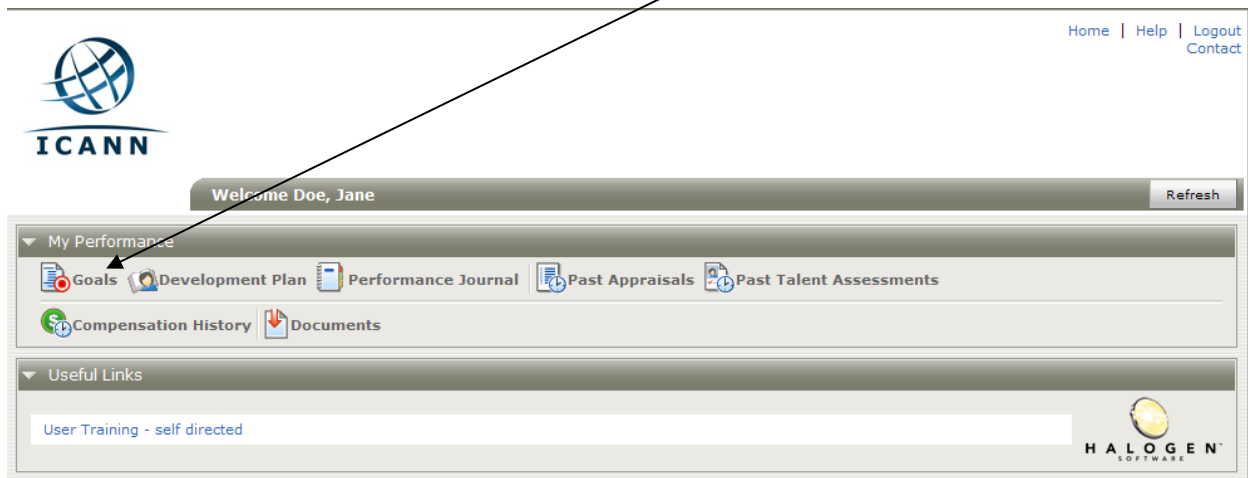 Home | Help | Logout
Contact
ICANN
Welcome Doe, Jane
Refresh
My Performance
Goals Development Plan Performance Journal Past Appraisals Past Talent Assessments
Compensation History Documents
Useful Links
User Training - self directed
HALOGEN
SOFTWARE